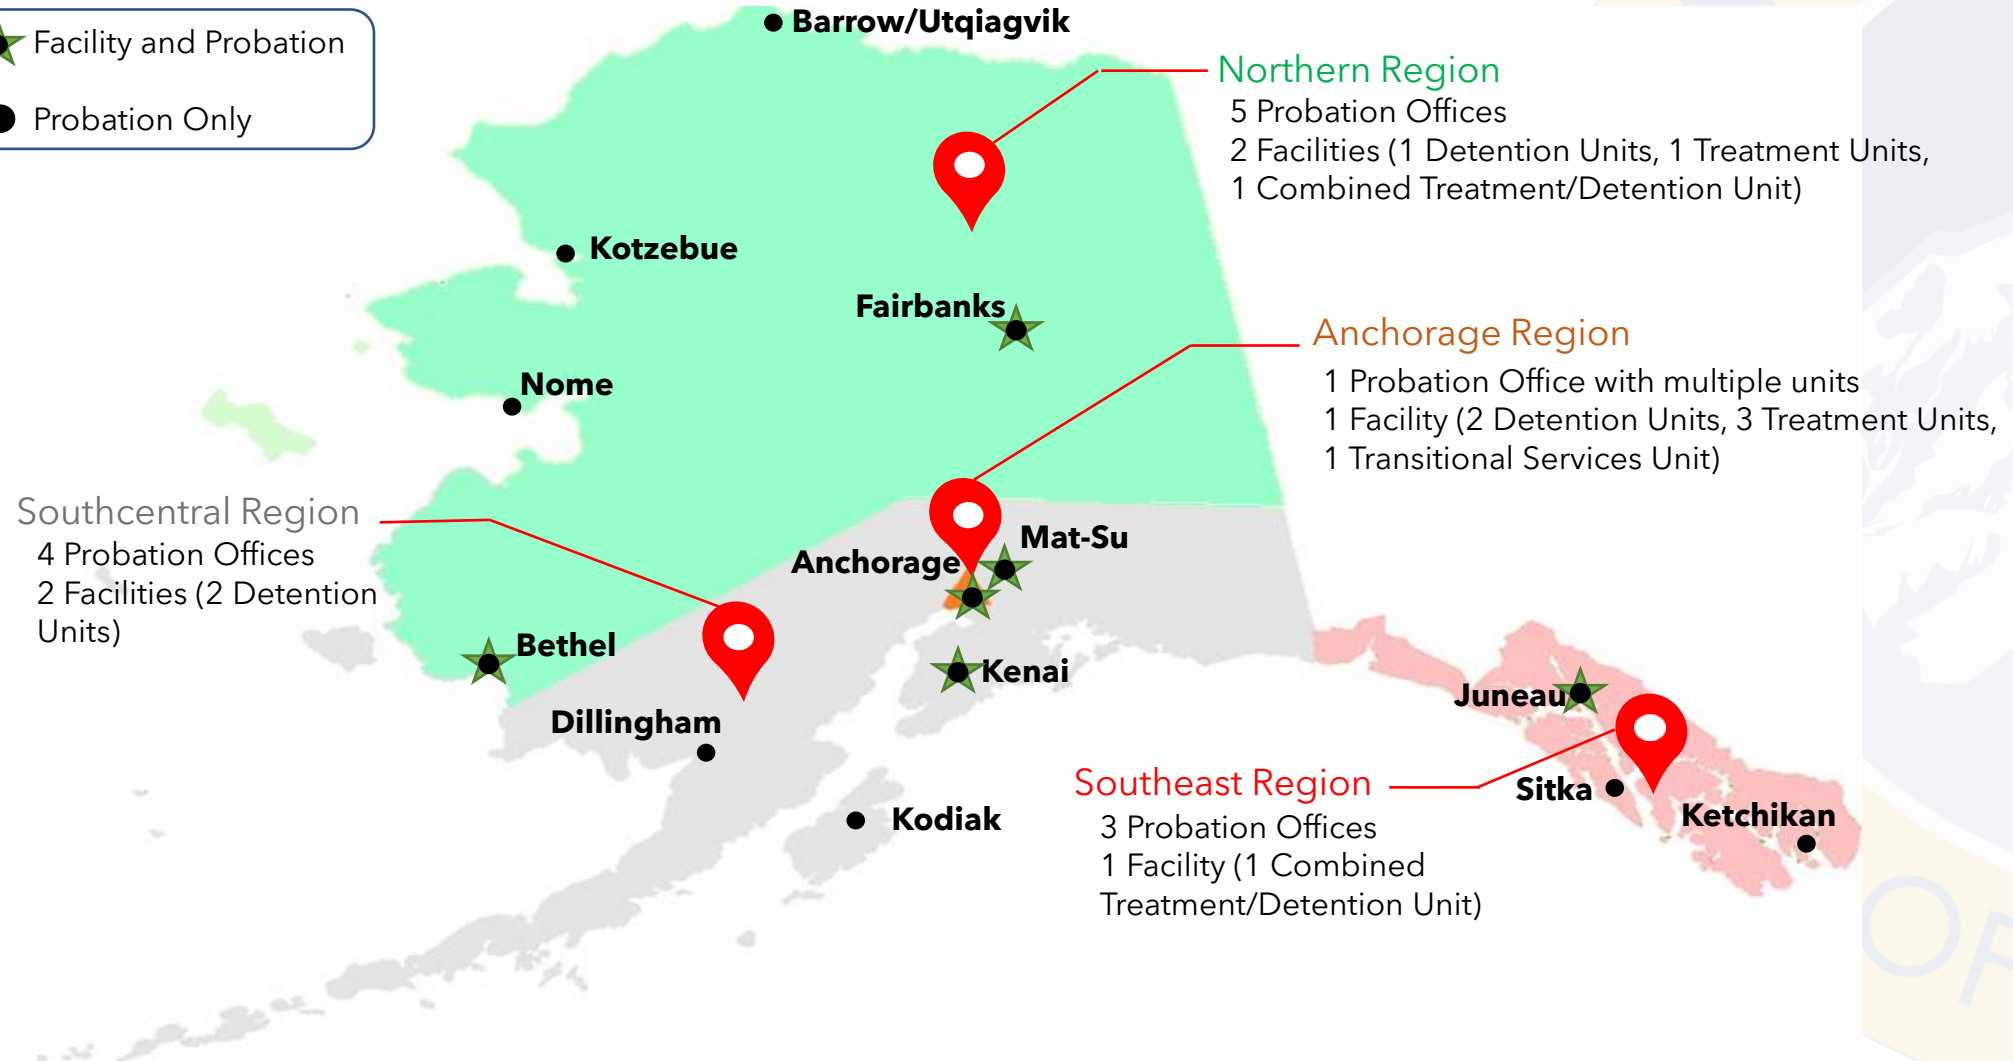 Barrow/Utqiagvik
Facility and Probation
Probation Only
Northern Region
5 Probation Offices
2 Facilities (1 Detention Units, 1 Treatment Units,
1 Combined Treatment/Detention Unit)
Kotzebue
Fairbanks
Anchorage Region
1 Probation Office with multiple units
1 Facility (2 Detention Units, 3 Treatment Units,
1 Transitional Services Unit)
Nome
Southcentral Region
4 Probation Offices
2 Facilities (2 Detention
Units)
Mat-Su
Anchorage
Bethel
Kenai
Dillingham
Juneau
Southeast Region
3 Probation Offices
1 Facility (1 Combined
Treatment/Detention Unit)
Sitka
Ketchikan
Kodiak
OF